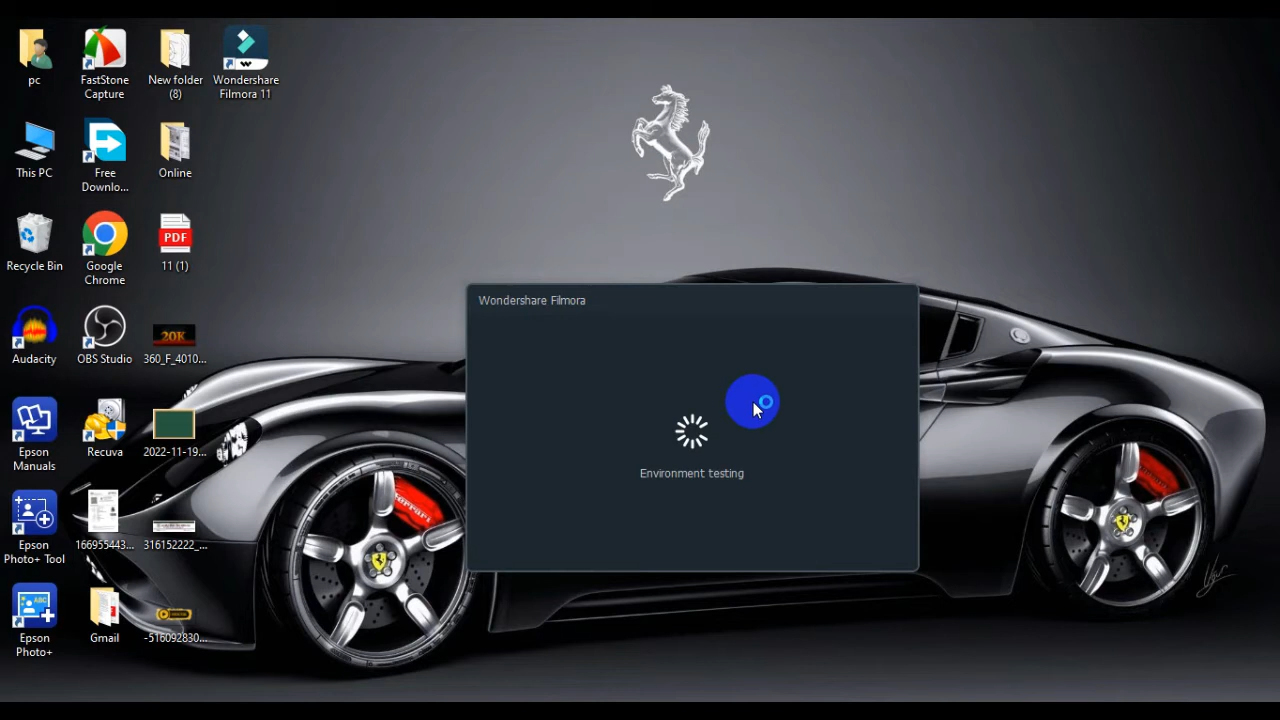 pc
FastStone
Capture
New folder
(8)
Wondershare
Filmora 11
This PC
Free
Downlo...
Online
Recycle Bin
Google
Chrome
PDF
11 (1)
Audacity
OBS Studio
20K
360_F_4010...
Epson
Manuals
Recuva
2022-11-19...
Epson
Photo+ Tool
166955443...
316152222_...
Epson
Photo+
Gmail
-516092830...
Wondershare Filmora
Environment testing
Ferrari